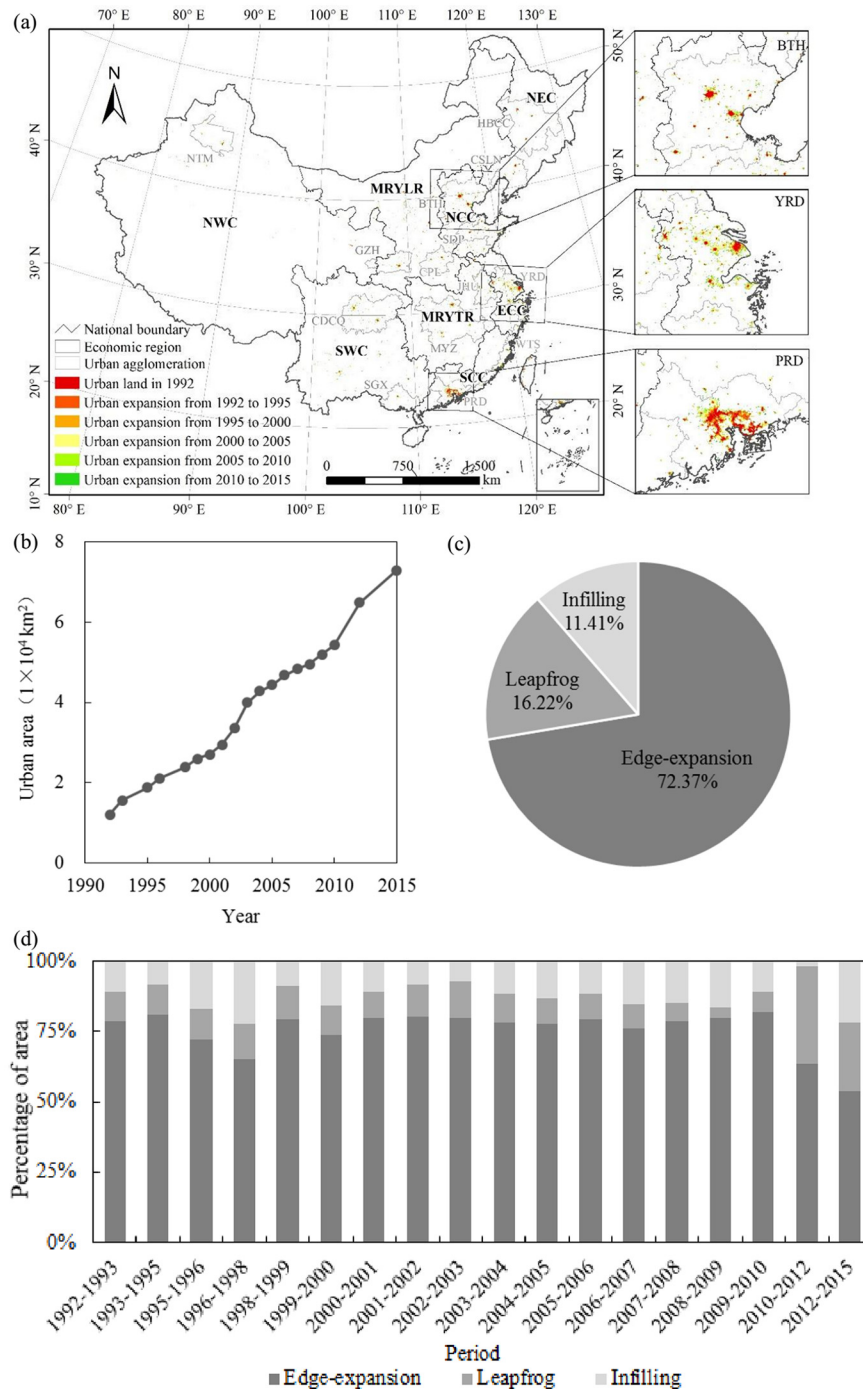 (a)
70° E
80° E
90° E
100° E
110° E
120° E
130° E
50° N
BTH
N
NEC
HBCC
40° N
NTM
CSLN
40° N
MRYLR
BTH
YRD
NWC
NCC
SDP
GZH
CPL
30° N
YRD
30° N
National boundary
CDCQ
MRYTR
ECC
Economic region
SWC
MYZ
WTS
Urban agglomeration
SCC
PRD
Urban land in 1992
20° N
SGX
PRD
20° N
Urban expansion from 1992 to 1995
Urban expansion from 1995 to 2000
Urban expansion from 2000 to 2005
Urban expansion from 2005 to 2010
0 750 1,500
Urban expansion from 2010 to 2015
km
10° N
10° N
80° E
90° E
100° E
110° E
120° E
(b)
Urban area (1×10⁴ km²)
8
6
4
2
0
1990 1995 2000 2005 2010 2015
Year
(c)
Infilling
11.41%
Leapfrog
16.22%
Edge-expansion
72.37%
(d)
Percentage of area
100%
75%
50%
25%
0%
1992-1993
1993-1995
1995-1996
1996-1998
1998-1999
1999-2000
2000-2001
2001-2002
2002-2003
2003-2004
2004-2005
2005-2006
2006-2007
2007-2008
2008-2009
2009-2010
2010-2012
2012-2015
Period
Edge-expansion Leapfrog Infilling